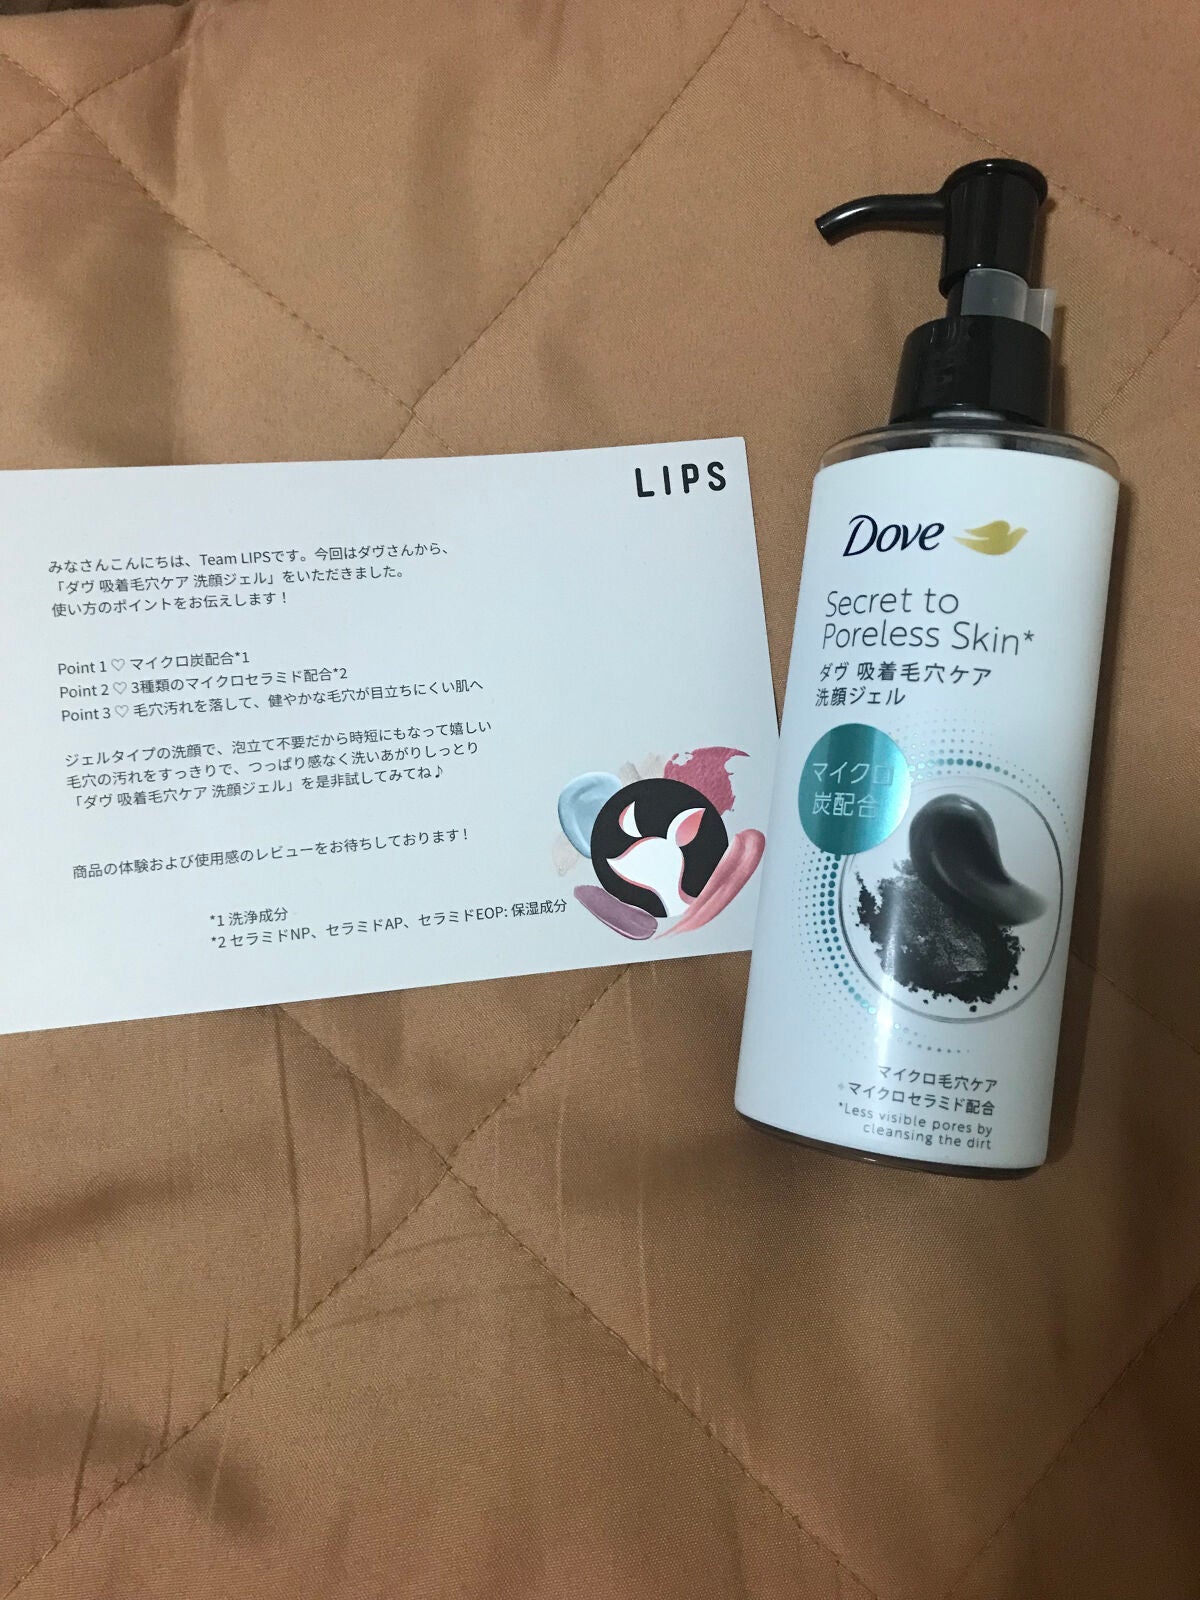 LIPS
みなさんこんにちは、Team LIPSです。今回はダヴさんから、
「ダヴ 吸着毛穴ケア 洗顔ジェル」をいただきました。
使い方のポイントをお伝えします！
Point 1 ♡ マイクロ炭配合*1
Point 2 ♡ 3種類のマイクロセラミド配合*2
Point 3 ♡ 毛穴汚れを落して、健やかな毛穴が目立ちにくい肌へ
ジェルタイプの洗顔で、泡立て不要だから時短にもなって嬉しい
毛穴の汚れをすっきりで、つっぱり感なく洗いあがりしっとり
「ダヴ 吸着毛穴ケア 洗顔ジェル」を是非試してみてね♪
商品の体験および使用感のレビューをお待ちしております！
*1 洗浄成分
*2 セラミドNP、セラミドAP、セラミドEOP: 保湿成分
Dove
Secret to
Poreless Skin*
ダヴ 吸着毛穴ケア
洗顔ジェル
マイクロ
炭配合
マイクロ毛穴ケア
+マイクロセラミド配合
*Less visible pores by
cleansing the dirt